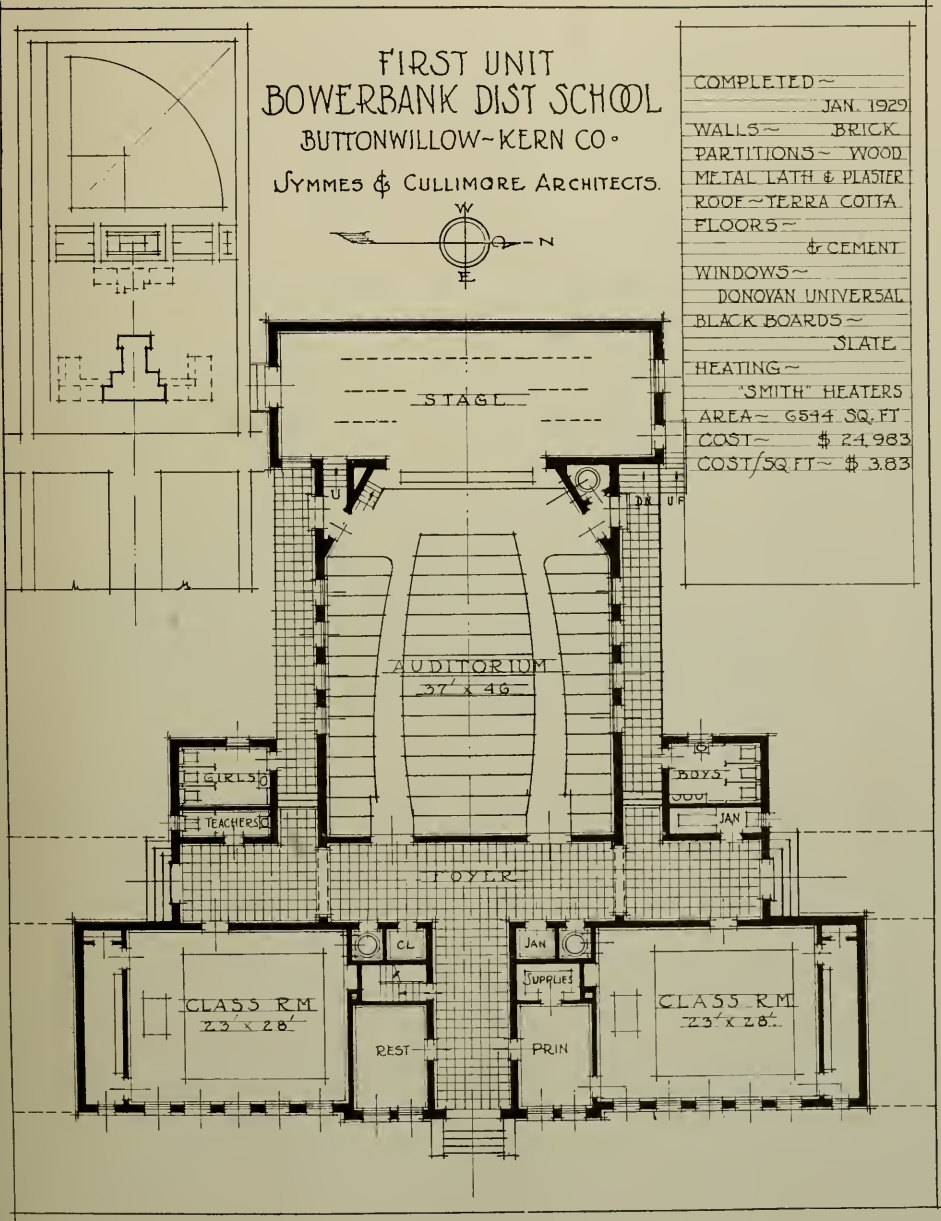 FIRST UNIT
BOWERBANK DIST SCHOOL
BUTTONWILLOW~KERN CO.
SYMMES & CULLIMORE ARCHITECTS.
W
N
E
COMPLETED~
JAN. 1929
WALLS~ BRICK
PARTITIONS~ WOOD
METAL LATH & PLASTER
ROOF~TERRA COTTA
FLOORS~
& CEMENT
WINDOWS~
DONOVAN UNIVERSAL
BLACK BOARDS~
SLATE
HEATING~
"SMITH" HEATERS
AREA~ 6544 SQ.FT
COST~ $ 24,983
COST/SQ FT~ $ 3.83
STAGE
U
DN UP
AUDITORIUM
37' x 46
GIRLS
BOYS
TEACHERS
JAN
FOYER
CL
JAN
SUPPLIES
CLASS RM
23' x 28'
CLASS RM
23' x 28'
REST
PRIN